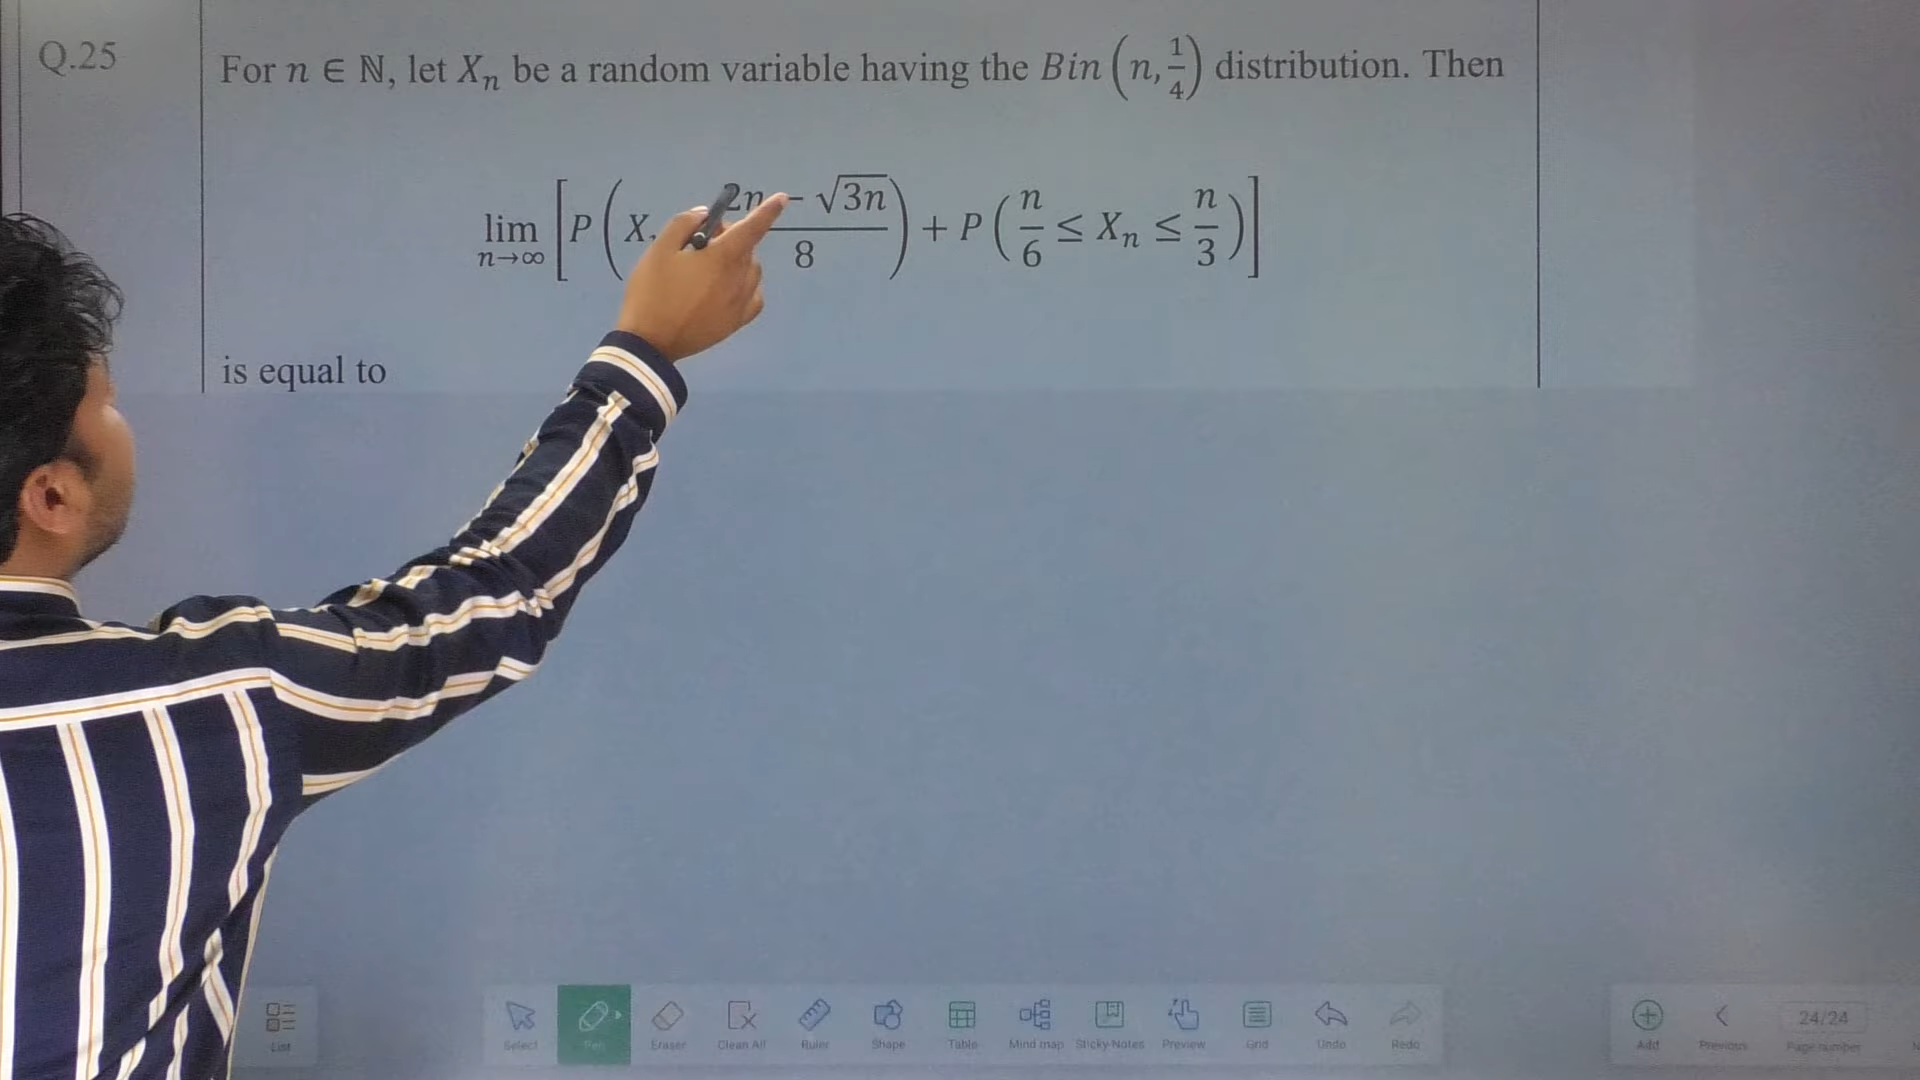 Q.25
For n ∈ ℕ, let Xₙ be a random variable having the Bin (n, 1/4) distribution. Then
lim n→∞ [P (X 2n − √3n / 8) + P (n/6 ≤ Xₙ ≤ n/3)]
is equal to
List Select Pen Eraser Clean All Ruler Shape Table Mind map Sticky Notes Preview Grid Undo Redo Add Previous 24/24 Page number